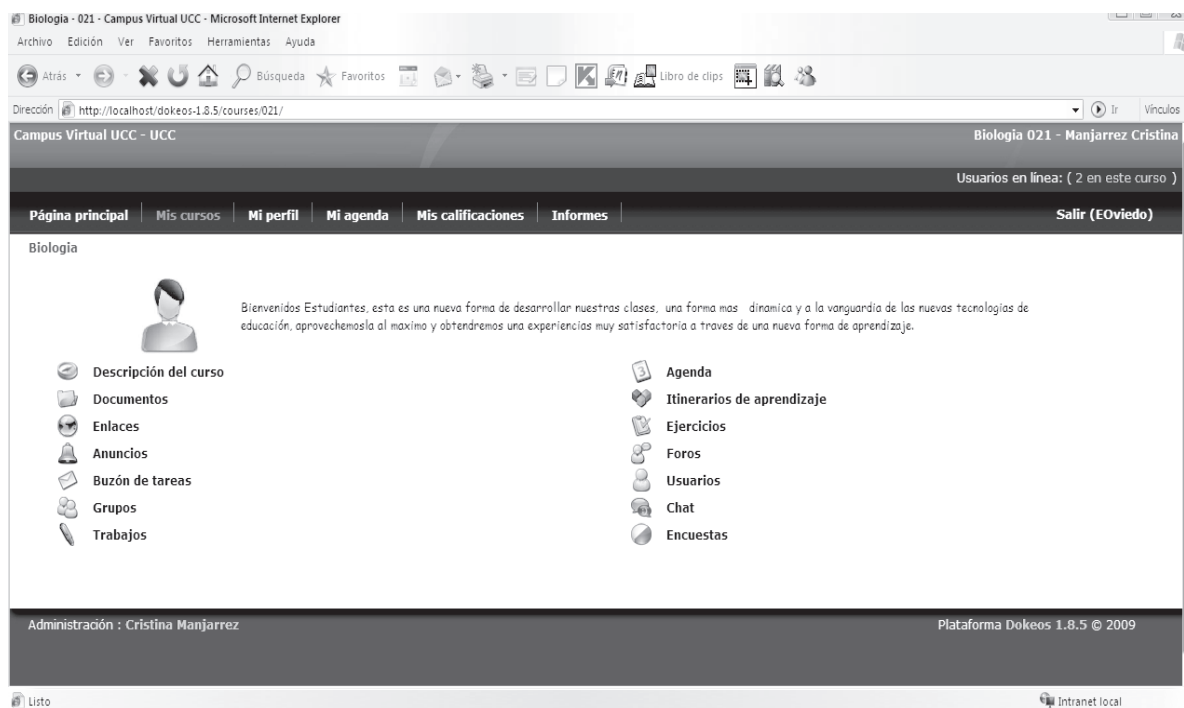 Biologia - 021 - Campus Virtual UCC - Microsoft Internet Explorer
Archivo Edición Ver Favoritos Herramientas Ayuda
Atrás Búsqueda Favoritos Libro de clips
Dirección http://localhost/dokeos-1.8.5/courses/021/ Ir Vínculos
Campus Virtual UCC - UCC Biologia 021 - Manjarrez Cristina
Usuarios en línea: ( 2 en este curso )
Página principal Mis cursos Mi perfil Mi agenda Mis calificaciones Informes Salir (EOviedo)
Biologia
Bienvenidos Estudiantes, esta es una nueva forma de desarrollar nuestras clases, una forma mas dinamica y a la vanguardia de las nuevas tecnologias de
educación, aprovechemosla al maximo y obtendremos una experiencias muy satisfactoria a traves de una nueva forma de aprendizaje.
Descripción del curso Agenda
Documentos Itinerarios de aprendizaje
Enlaces Ejercicios
Anuncios Foros
Buzón de tareas Usuarios
Grupos Chat
Trabajos Encuestas
Administración : Cristina Manjarrez Plataforma Dokeos 1.8.5 © 2009
Listo Intranet local